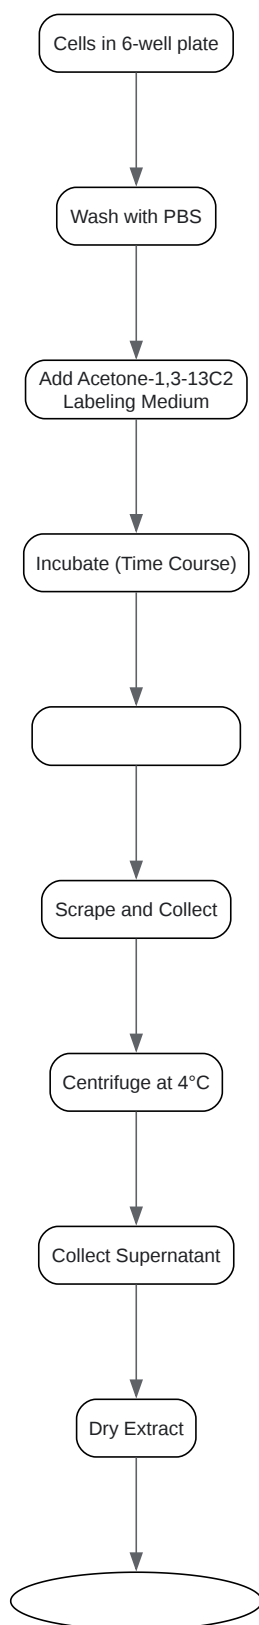 Cells in 6-well plate
Wash with PBS
Add Acetone-1,3-13C2
Labeling Medium
Incubate (Time Course)
Scrape and Collect
Centrifuge at 4°C
Collect Supernatant
Dry Extract